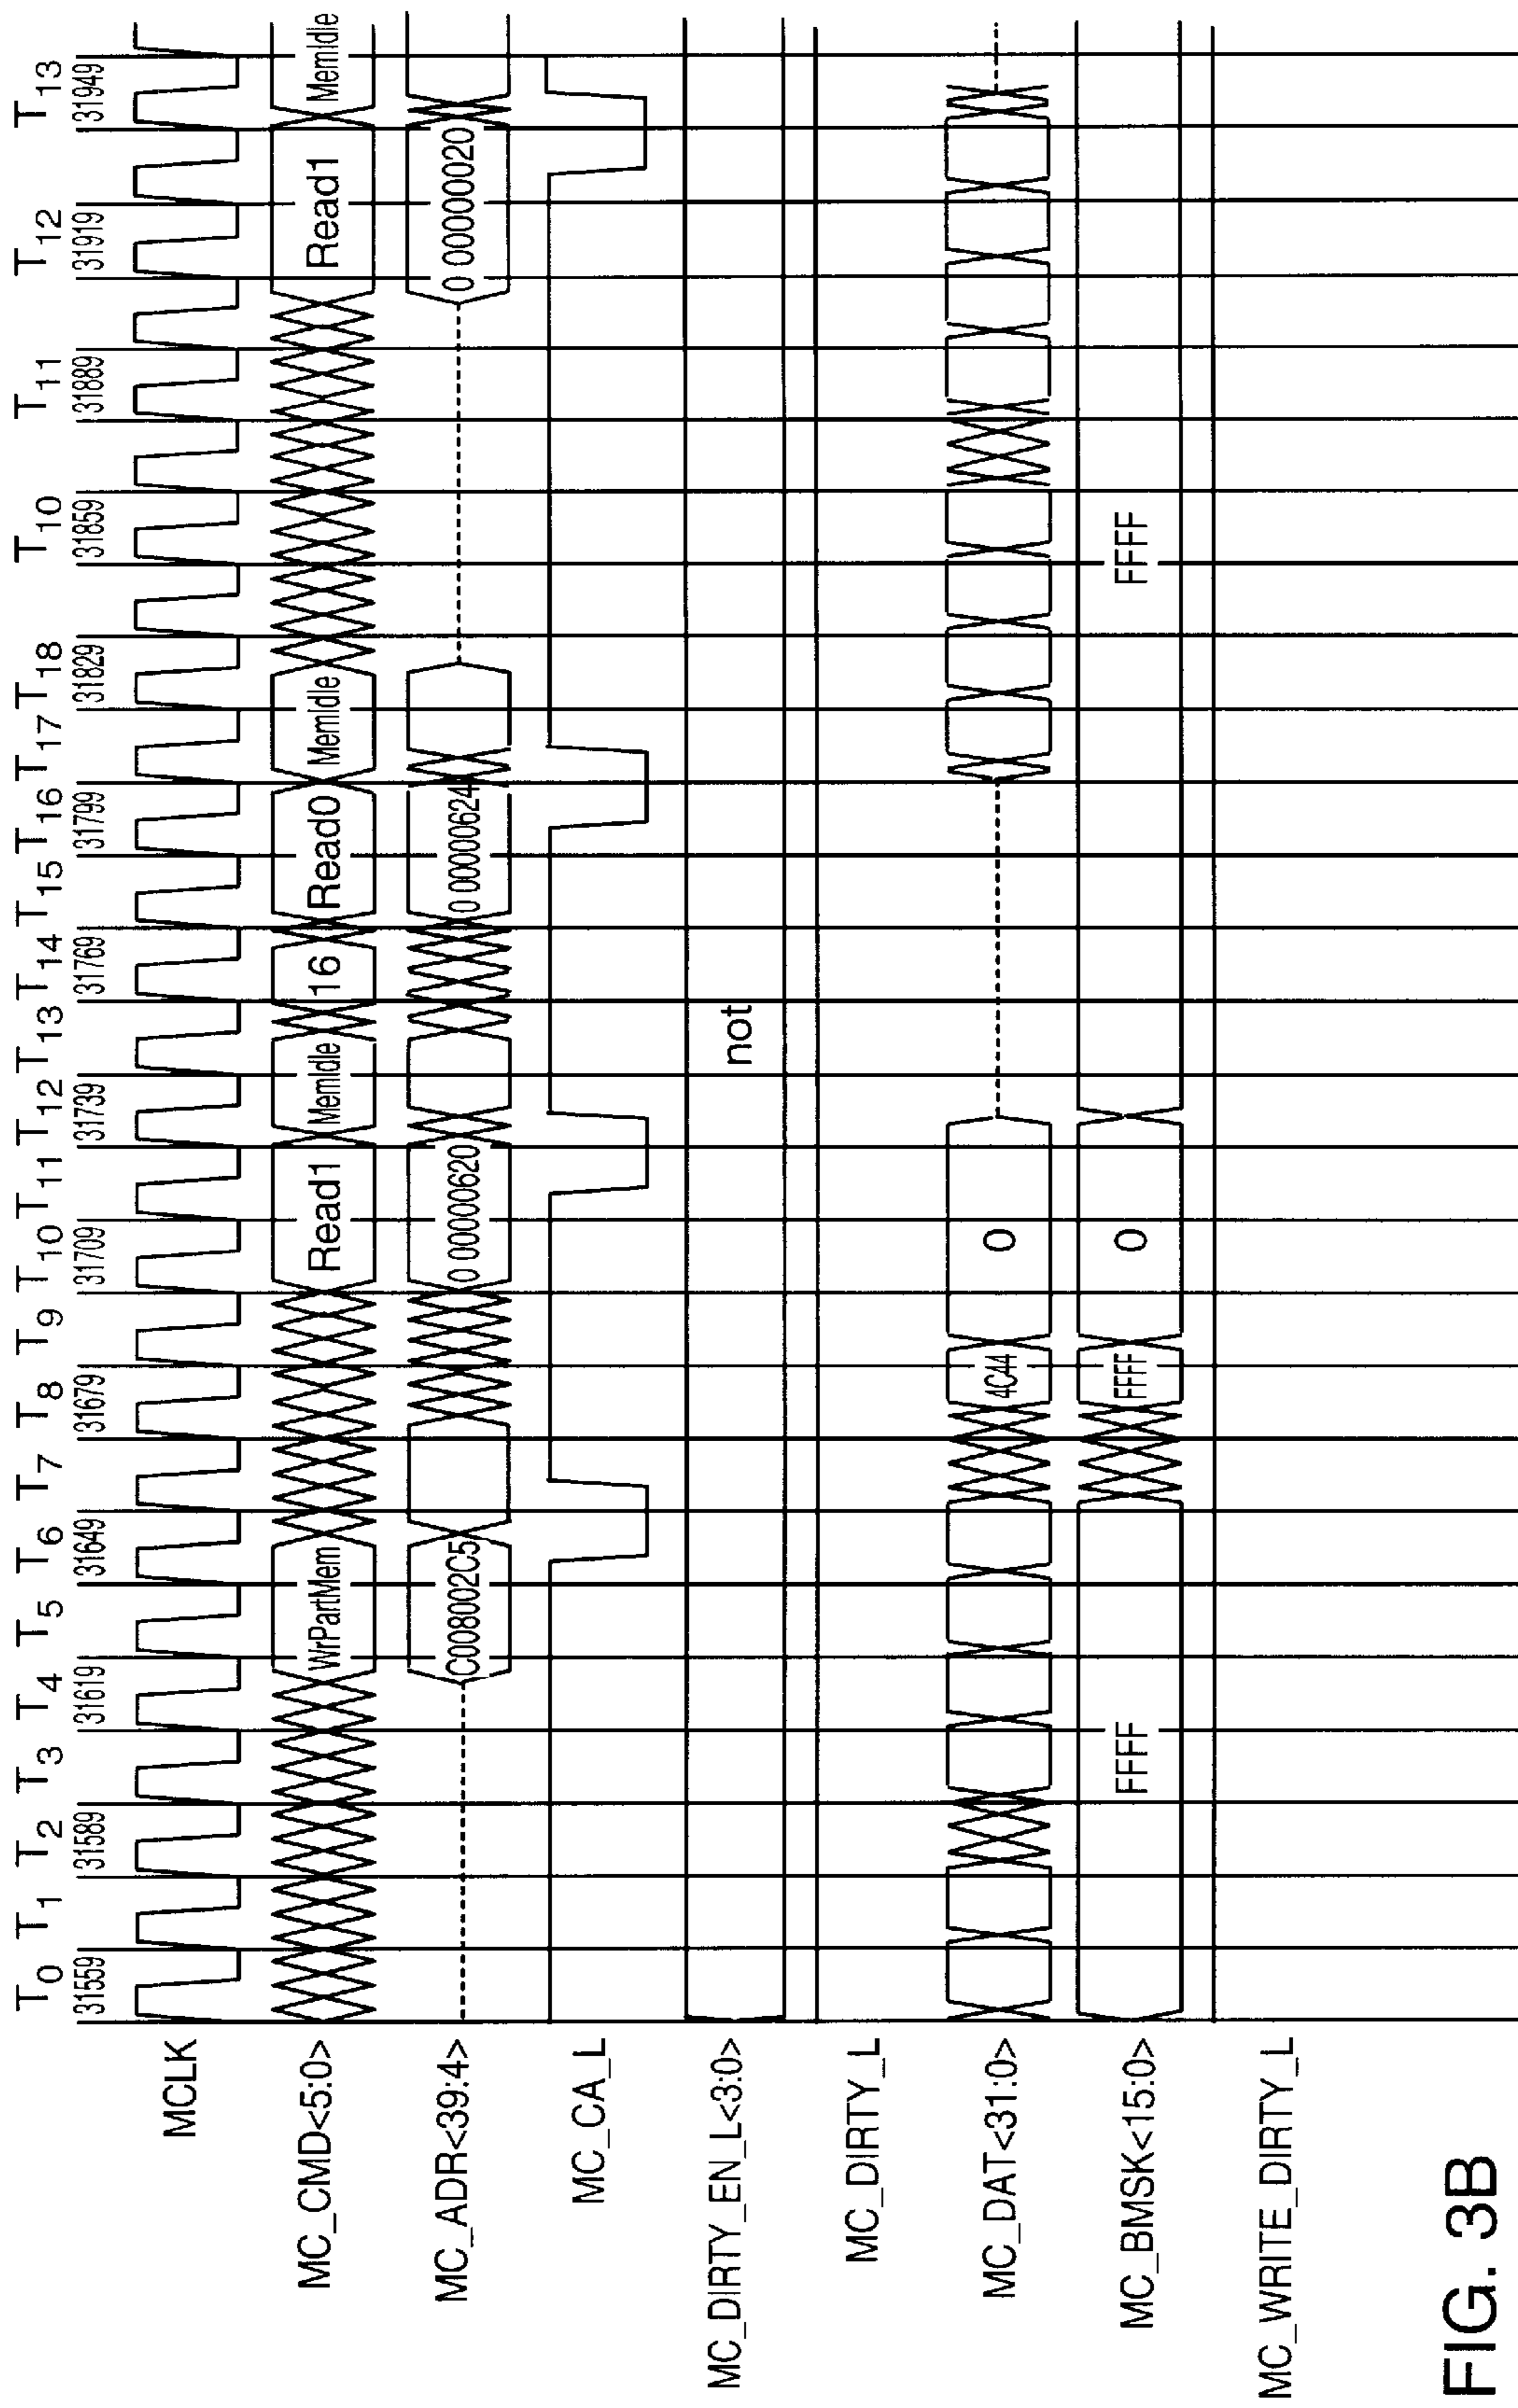 T0 T1 T2 T3 T4 T5 T6 T7 T8 T9 T10 T11 T12 T13 T14 T15 T16 T17 T18 T10 T11 T12 T13
31559 31589 31619 31649 31679 31709 31739 31769 31799 31829 31859 31889 31919 31949
MCLK
MC_CMD<5:0> WrPartMem Read1 MemIdle 16 Read0 MemIdle Read1 MemIdle
MC_ADR<39:4> C008002C5 0 00000620 0 00000624 0 00000020
MC_CA_L
MC_DIRTY_EN_L<3:0> not
MC_DIRTY_L
MC_DAT<31:0> 4C44 0
MC_BMSK<15:0> FFFF FFFF 0 FFFF
MC_WRITE_DIRTY_L
FIG. 3B